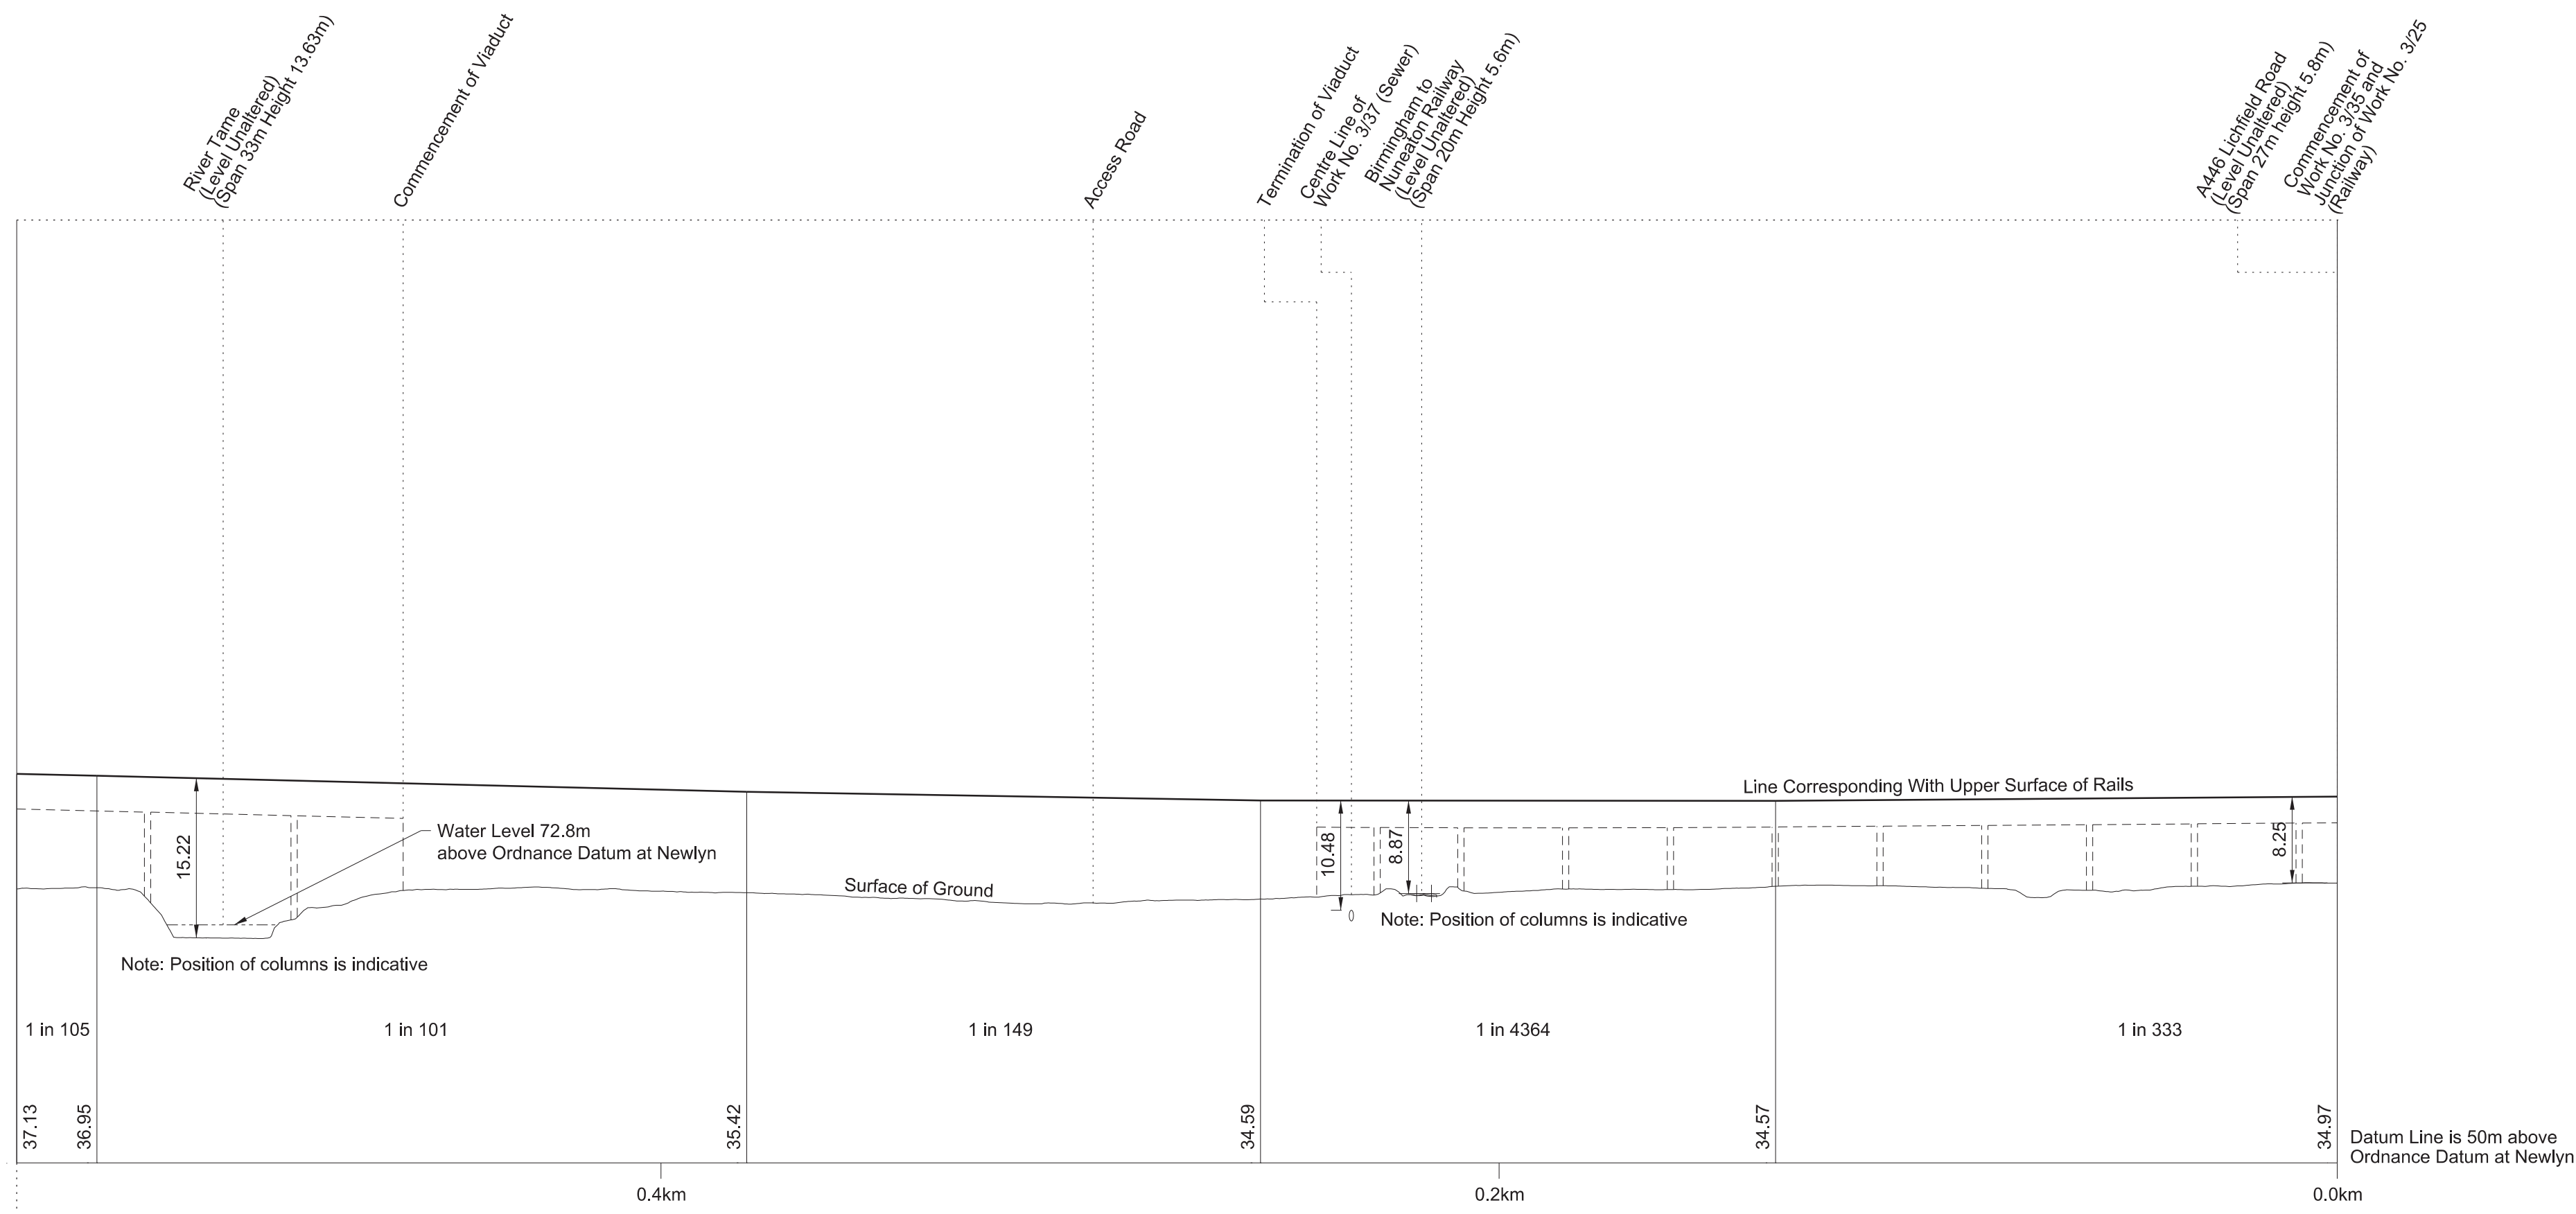 River Tame
(Level Unaltered)
(Span 33m Height 13.63m)
Commencement of Viaduct
Access Road
Termination of Viaduct
Centre Line of
Work No. 3/37 (Sewer)
Birmingham to
Nuneaton Railway
(Level Unaltered)
(Span 20m Height 5.6m)
A446 Lichfield Road
(Level Unaltered)
(Span 27m height 5.8m)
Commencement of
Work No. 3/35 and
Junction of Work No. 3/25
(Railway)
Line Corresponding With Upper Surface of Rails
15.22
Water Level 72.8m
above Ordnance Datum at Newlyn
10.48
8.87
8.25
Surface of Ground
Note: Position of columns is indicative
Note: Position of columns is indicative
1 in 105
1 in 101
1 in 149
1 in 4364
1 in 333
37.13
36.95
35.42
34.59
34.57
34.97
Datum Line is 50m above
Ordnance Datum at Newlyn
0.4km
0.2km
0.0km